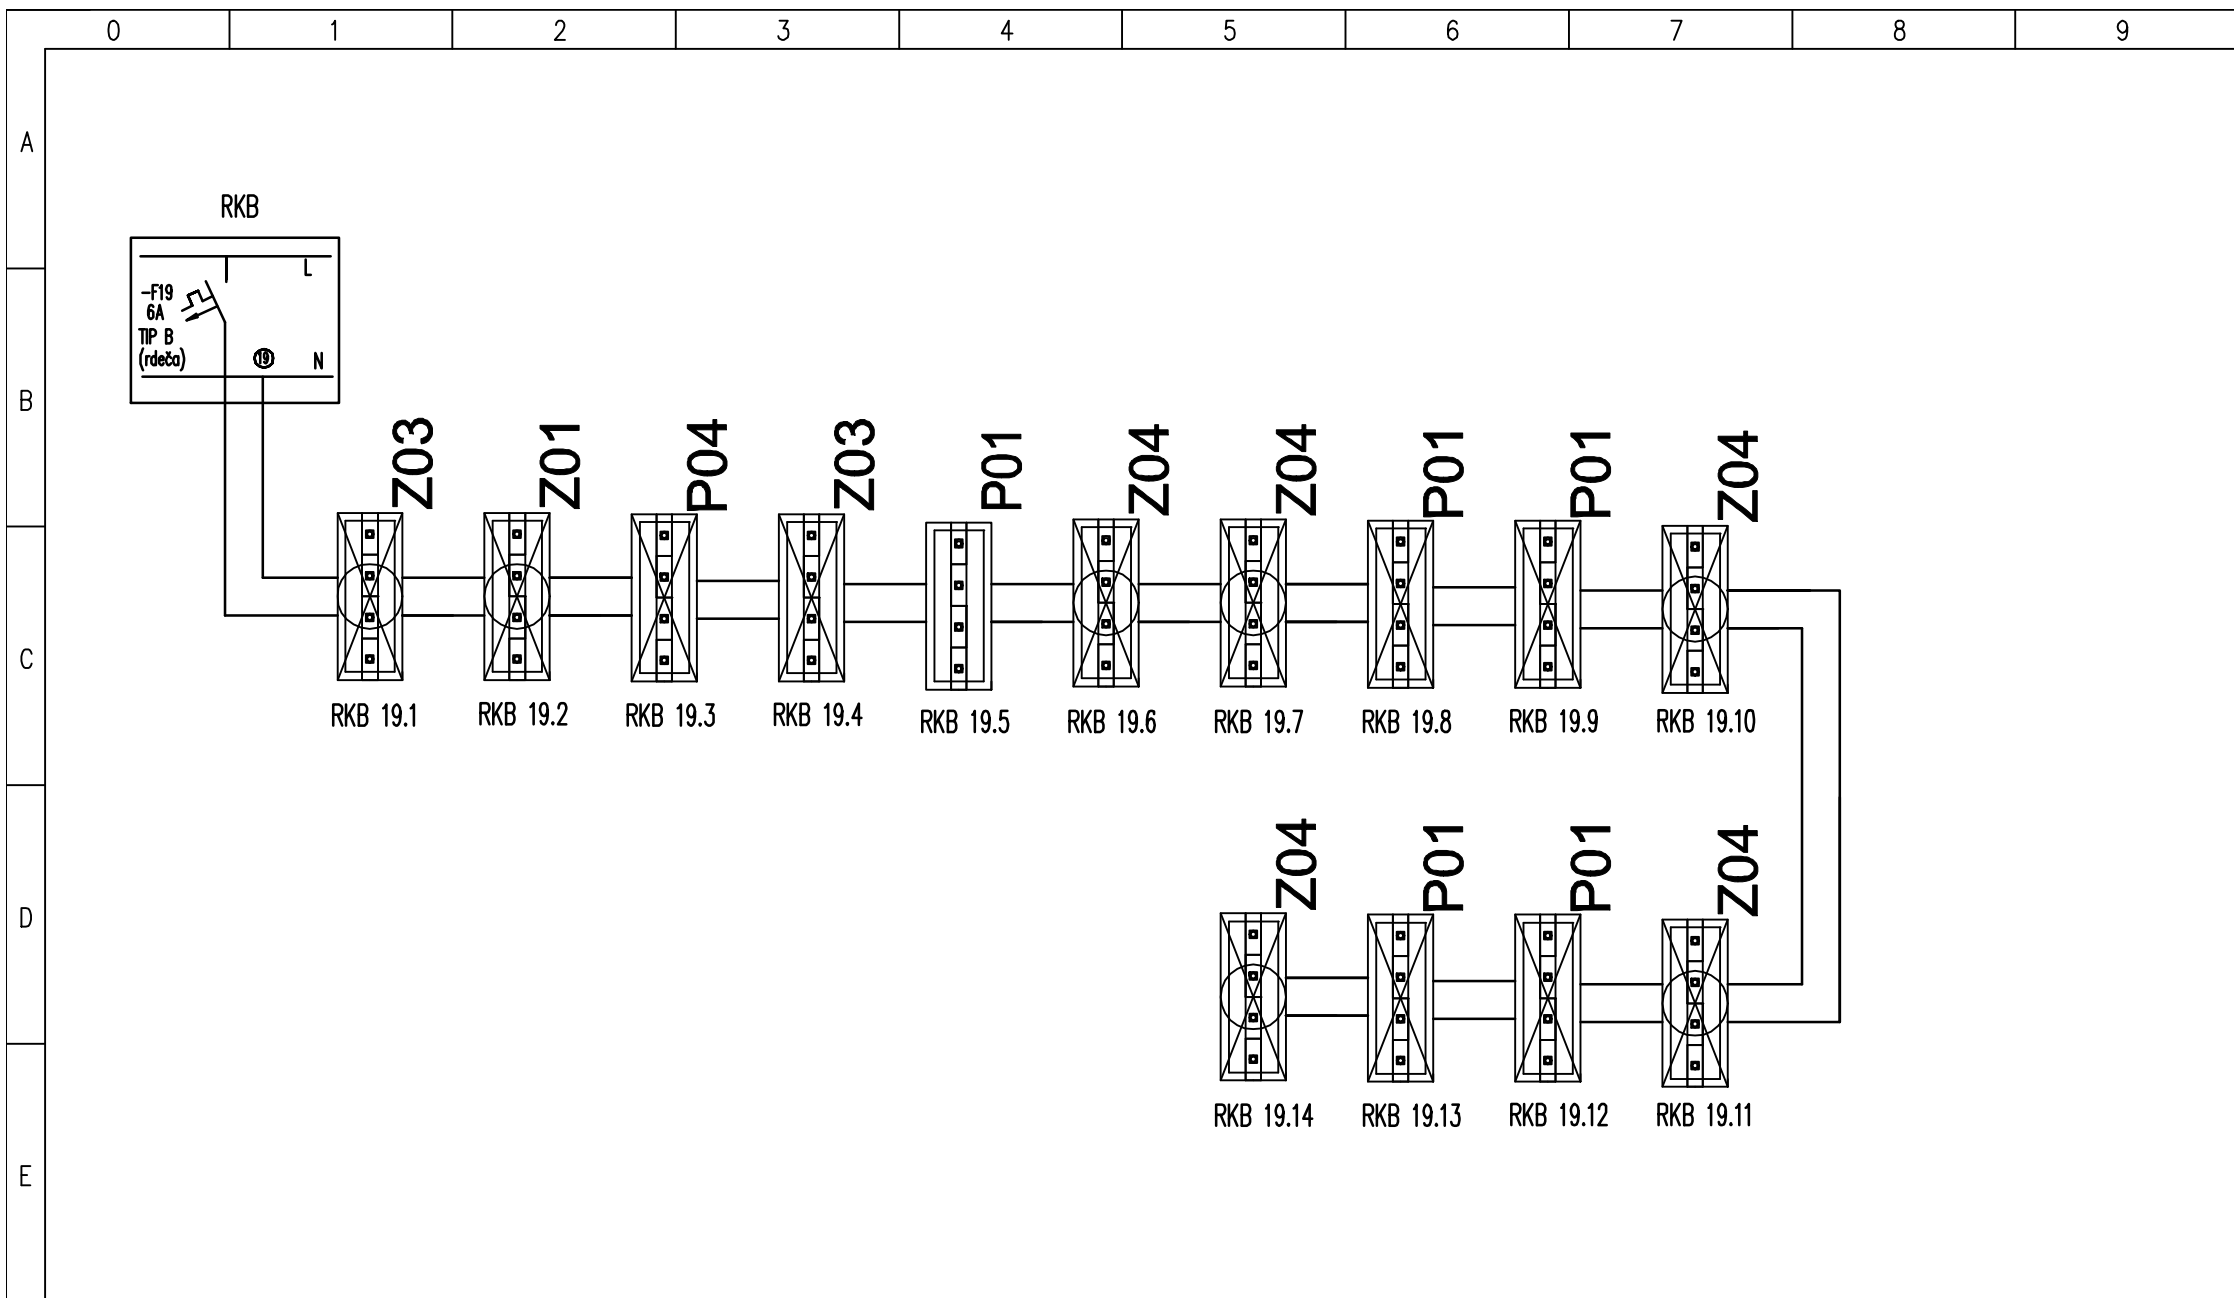 0 1 2 3 4 5 6 7 8 9
A
RKB
L
-F19
6A
TIP B
(rdeča)
19 N
B
Z03 Z01 P04 Z03 P01 Z04 Z04 P01 P01 Z04
C
RKB 19.1 RKB 19.2 RKB 19.3 RKB 19.4 RKB 19.5 RKB 19.6 RKB 19.7 RKB 19.8 RKB 19.9 RKB 19.10
Z04 P01 P01 Z04
D
RKB 19.14 RKB 19.13 RKB 19.12 RKB 19.11
E